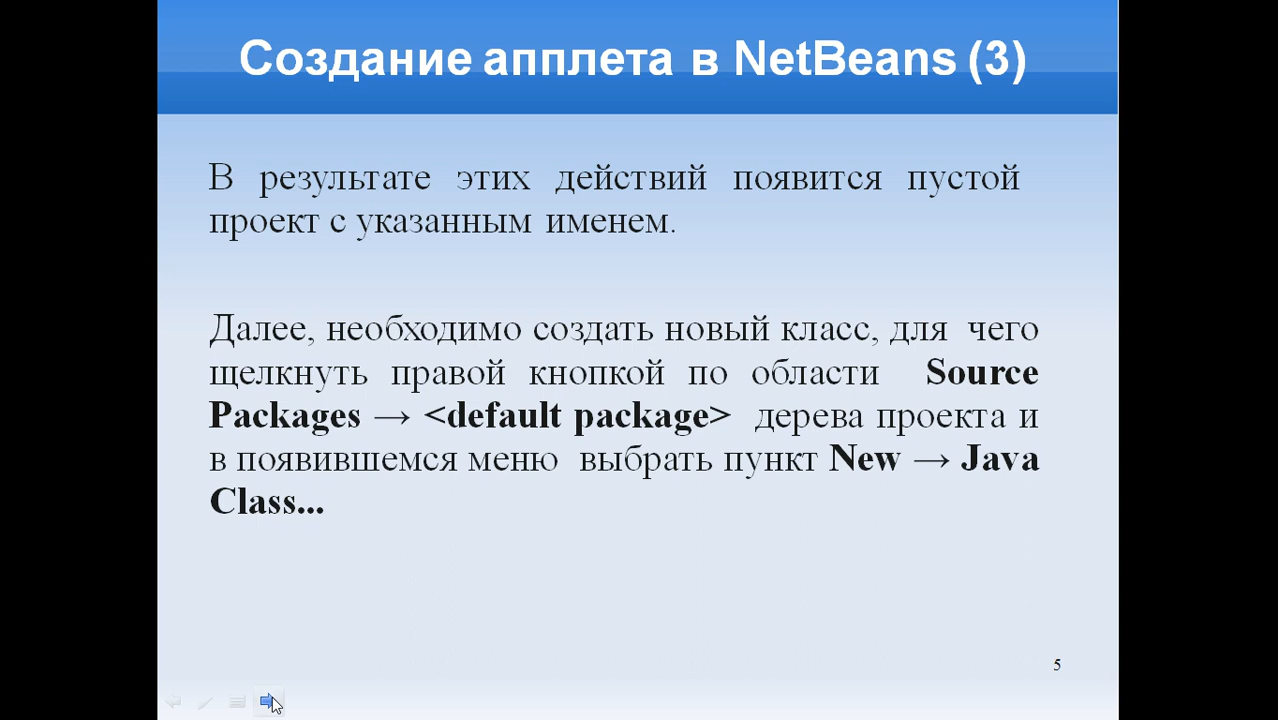 Создание апплета в NetBeans (3)
В результате этих действий появится пустой
проект с указанным именем.
Далее, необходимо создать новый класс, для чего
щелкнуть правой кнопкой по области Source
Packages → <default package> дерева проекта и
в появившемся меню выбрать пункт New → Java
Class...
5